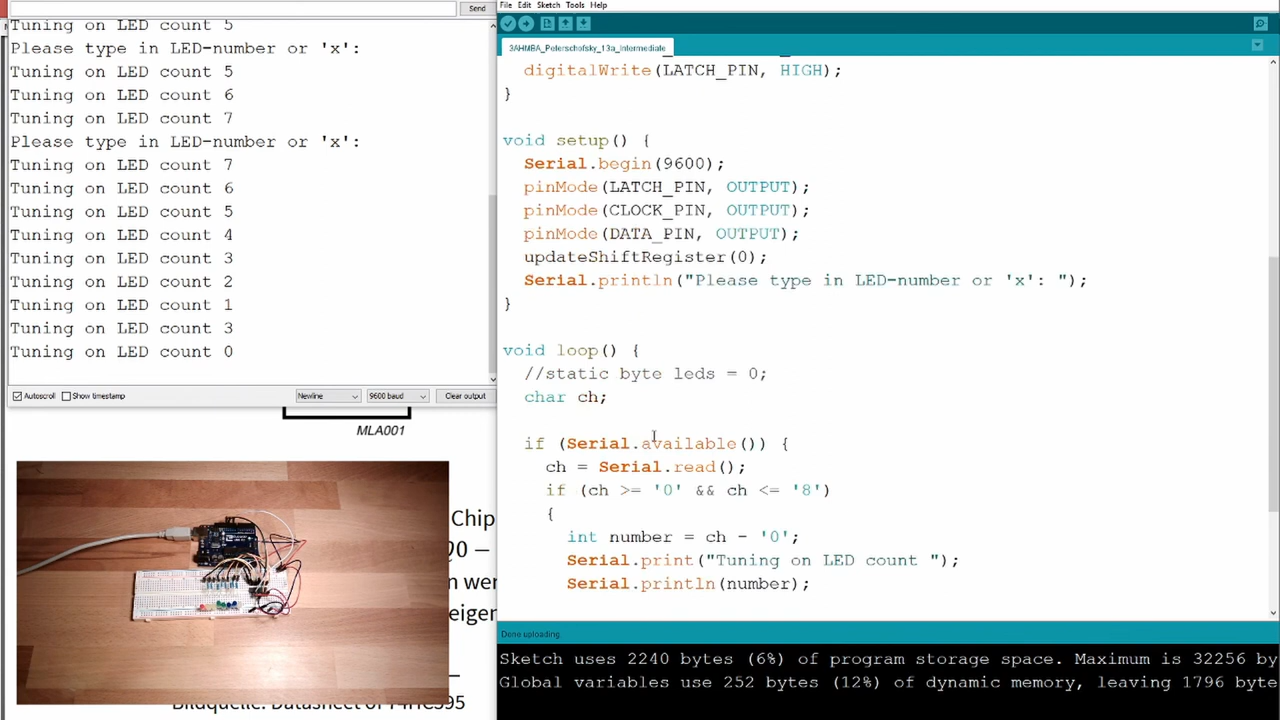 Send
Tuning on LED count 5
Please type in LED-number or 'x':
Tuning on LED count 5
Tuning on LED count 6
Tuning on LED count 7
Please type in LED-number or 'x':
Tuning on LED count 7
Tuning on LED count 6
Tuning on LED count 5
Tuning on LED count 4
Tuning on LED count 3
Tuning on LED count 2
Tuning on LED count 1
Tuning on LED count 3
Tuning on LED count 0
Autoscroll Show timestamp Newline 9600 baud Clear output
MLA001
Chip
Q0 —
n wer
eigen
—
Bildquelle: Datasheet of 74HC595
File Edit Sketch Tools Help
3AHMBA_Peterschofsky_13a_Intermediate
digitalWrite(LATCH_PIN, HIGH);
}
void setup() {
Serial.begin(9600);
pinMode(LATCH_PIN, OUTPUT);
pinMode(CLOCK_PIN, OUTPUT);
pinMode(DATA_PIN, OUTPUT);
updateShiftRegister(0);
Serial.println("Please type in LED-number or 'x': ");
}
void loop() {
//static byte leds = 0;
char ch;
if (Serial.available()) {
ch = Serial.read();
if (ch >= '0' && ch <= '8')
{
int number = ch - '0';
Serial.print("Tuning on LED count ");
Serial.println(number);
Done uploading.
Sketch uses 2240 bytes (6%) of program storage space. Maximum is 32256 by
Global variables use 252 bytes (12%) of dynamic memory, leaving 1796 byte